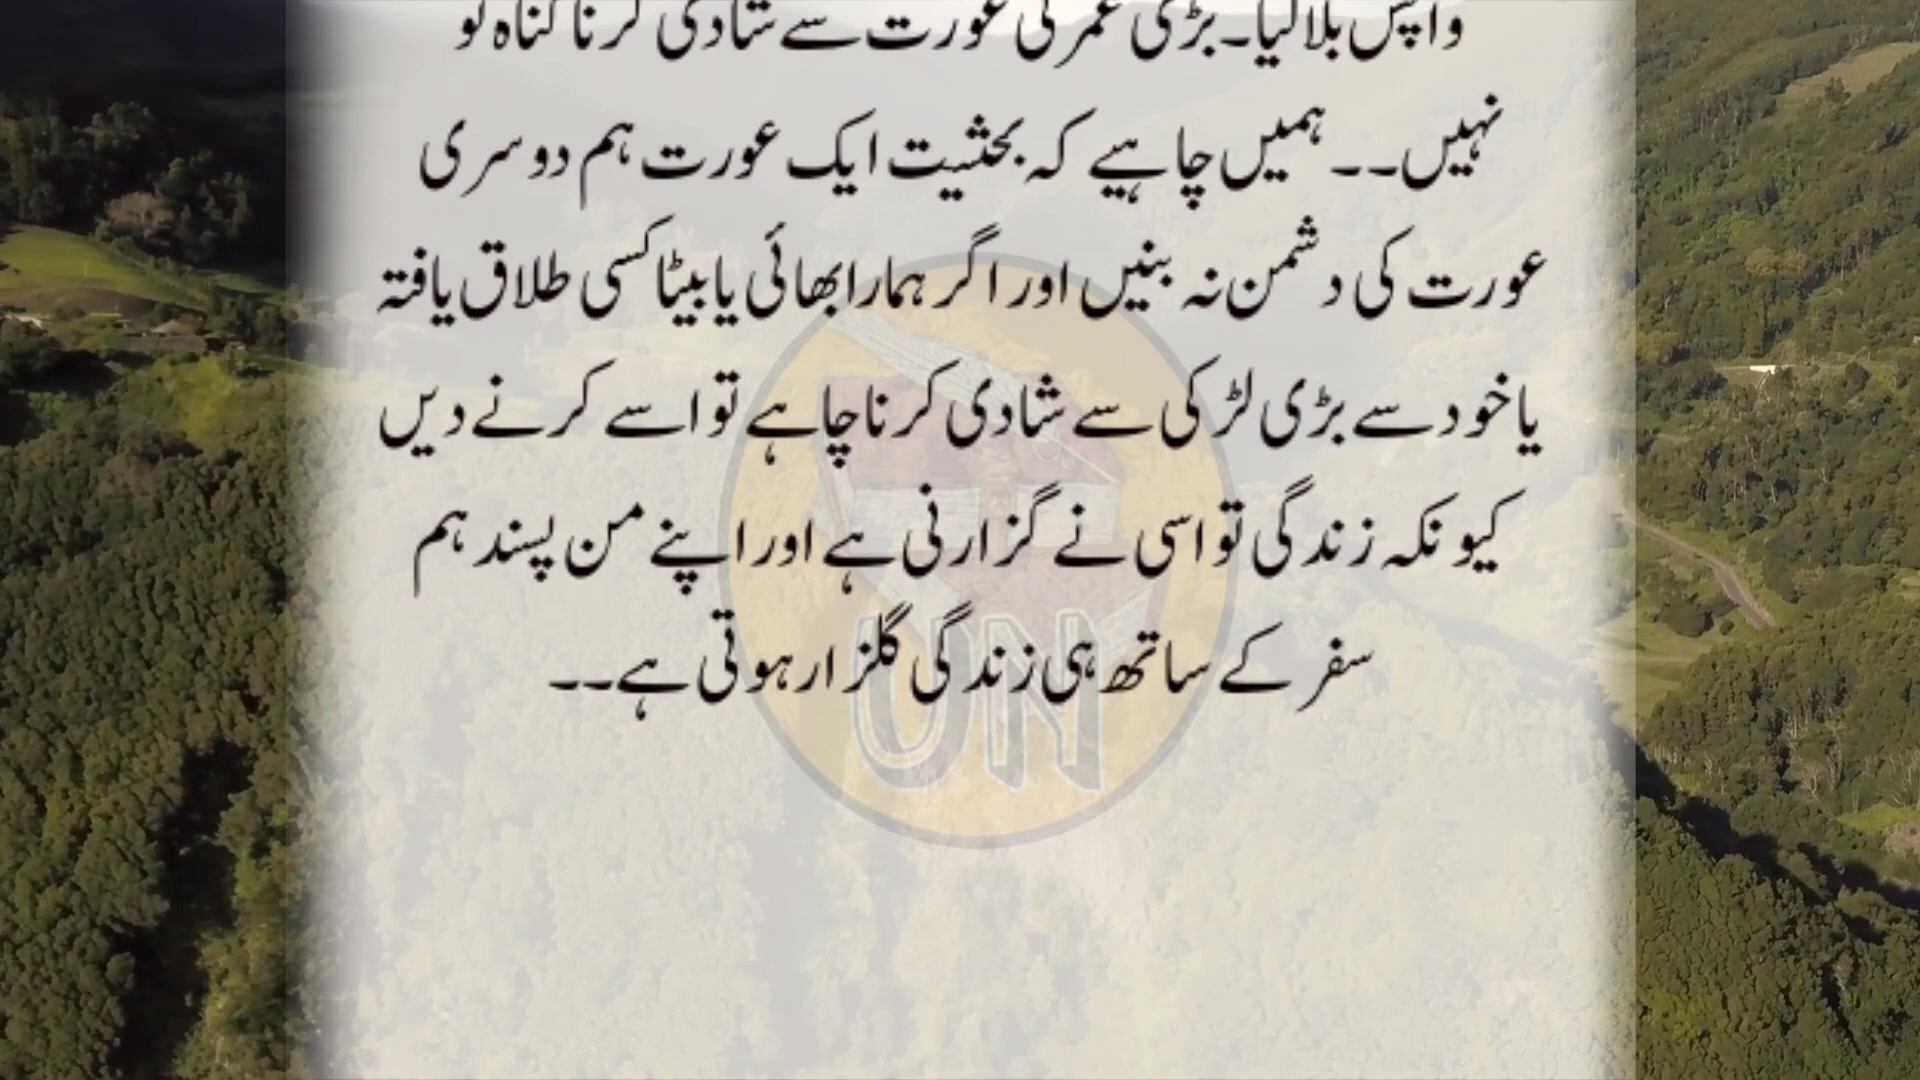 واپس بلا لیا۔ بڑی عمر کی عورت سے شادی کرنا گناہ تو
نہیں۔۔ ہمیں چاہیے کہ بحثیت ایک عورت ہم دوسری
عورت کی دشمن نہ بنیں اور اگر ہمارا بھائی یا بیٹا کسی طلاق یافتہ
یا خود سے بڑی لڑکی سے شادی کرنا چاہے تو اسے کرنے دیں
کیونکہ زندگی تو اسی نے گزارنی ہے اور اپنے من پسند ہم
سفر کے ساتھ ہی زندگی گلزار ہوتی ہے۔۔
UN